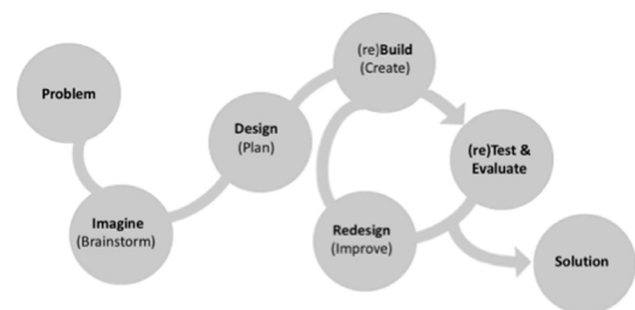 Problem
Imagine
(Brainstorm)
Design
(Plan)
(re)Build
(Create)
(re)Test &
Evaluate
Redesign
(Improve)
Solution